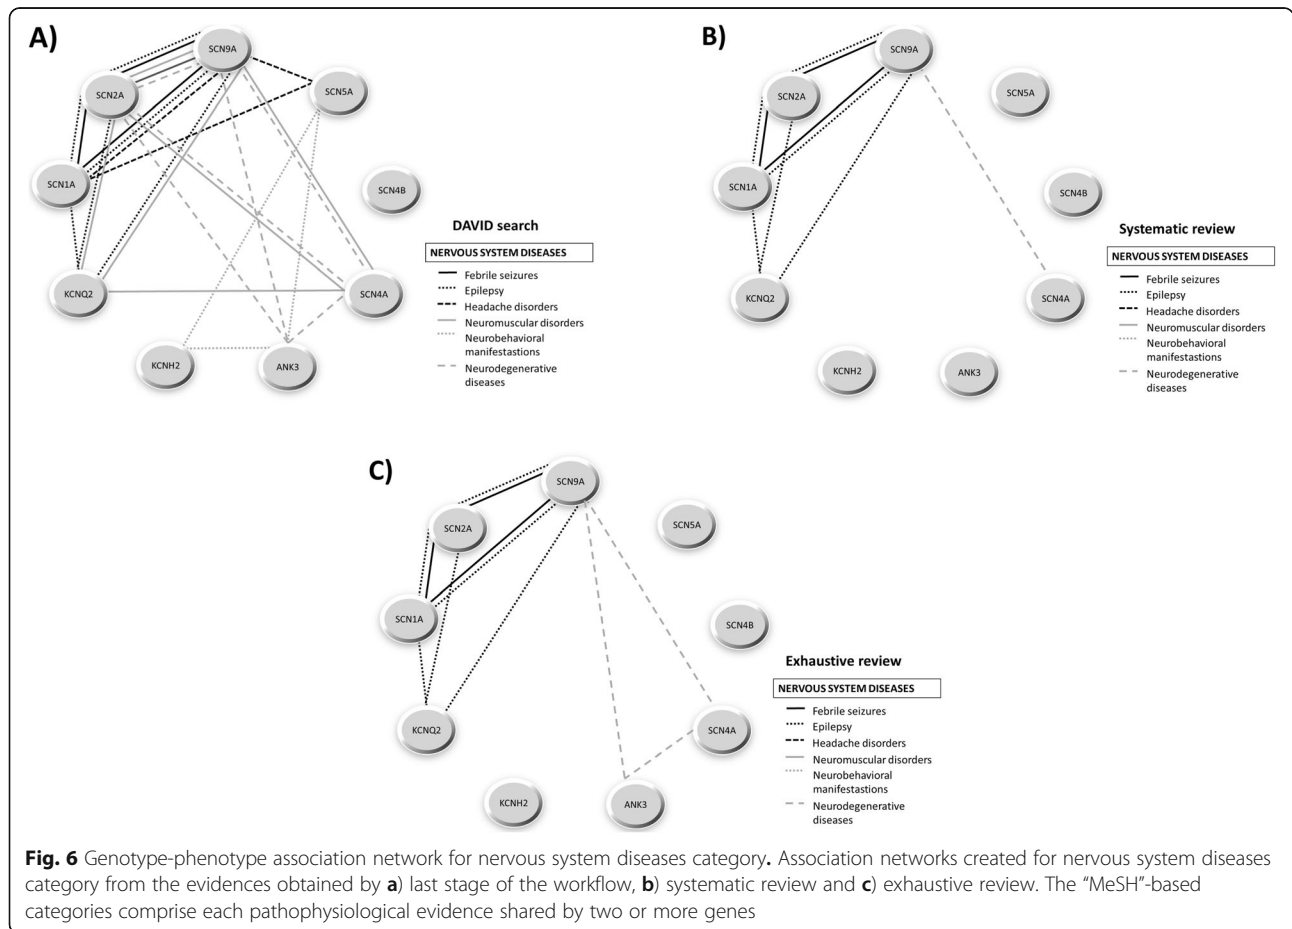 A)
SCN9A
SCN2A
SCN5A
SCN1A
SCN4B
KCNQ2
SCN4A
KCNH2
ANK3
DAVID search
NERVOUS SYSTEM DISEASES
Febrile seizures
Epilepsy
Headache disorders
Neuromuscular disorders
Neurobehavioral
manifestastions
Neurodegenerative
diseases
B)
SCN9A
SCN2A
SCN5A
SCN1A
SCN4B
KCNQ2
SCN4A
KCNH2
ANK3
Systematic review
NERVOUS SYSTEM DISEASES
Febrile seizures
Epilepsy
Headache disorders
Neuromuscular disorders
Neurobehavioral
manifestastions
Neurodegenerative
diseases
C)
SCN9A
SCN2A
SCN5A
SCN1A
SCN4B
KCNQ2
SCN4A
KCNH2
ANK3
Exhaustive review
NERVOUS SYSTEM DISEASES
Febrile seizures
Epilepsy
Headache disorders
Neuromuscular disorders
Neurobehavioral
manifestastions
Neurodegenerative
diseases
Fig. 6 Genotype-phenotype association network for nervous system diseases category. Association networks created for nervous system diseases
category from the evidences obtained by a) last stage of the workflow, b) systematic review and c) exhaustive review. The “MeSH”-based
categories comprise each pathophysiological evidence shared by two or more genes